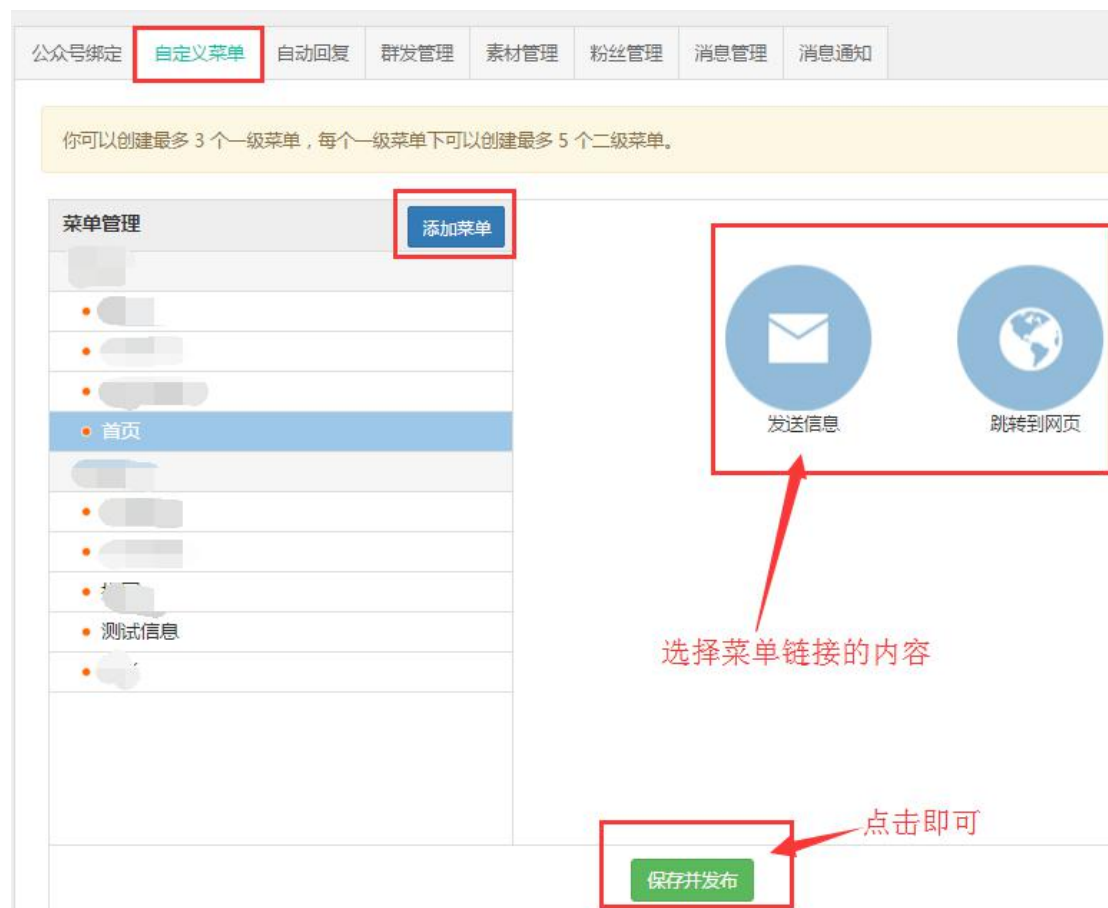 公众号绑定 自定义菜单 自动回复 群发管理 素材管理 粉丝管理 消息管理 消息通知
你可以创建最多 3 个一级菜单，每个一级菜单下可以创建最多 5 个二级菜单。
菜单管理 添加菜单
首页
发送信息 跳转到网页
测试信息
选择菜单链接的内容
点击即可
保存并发布